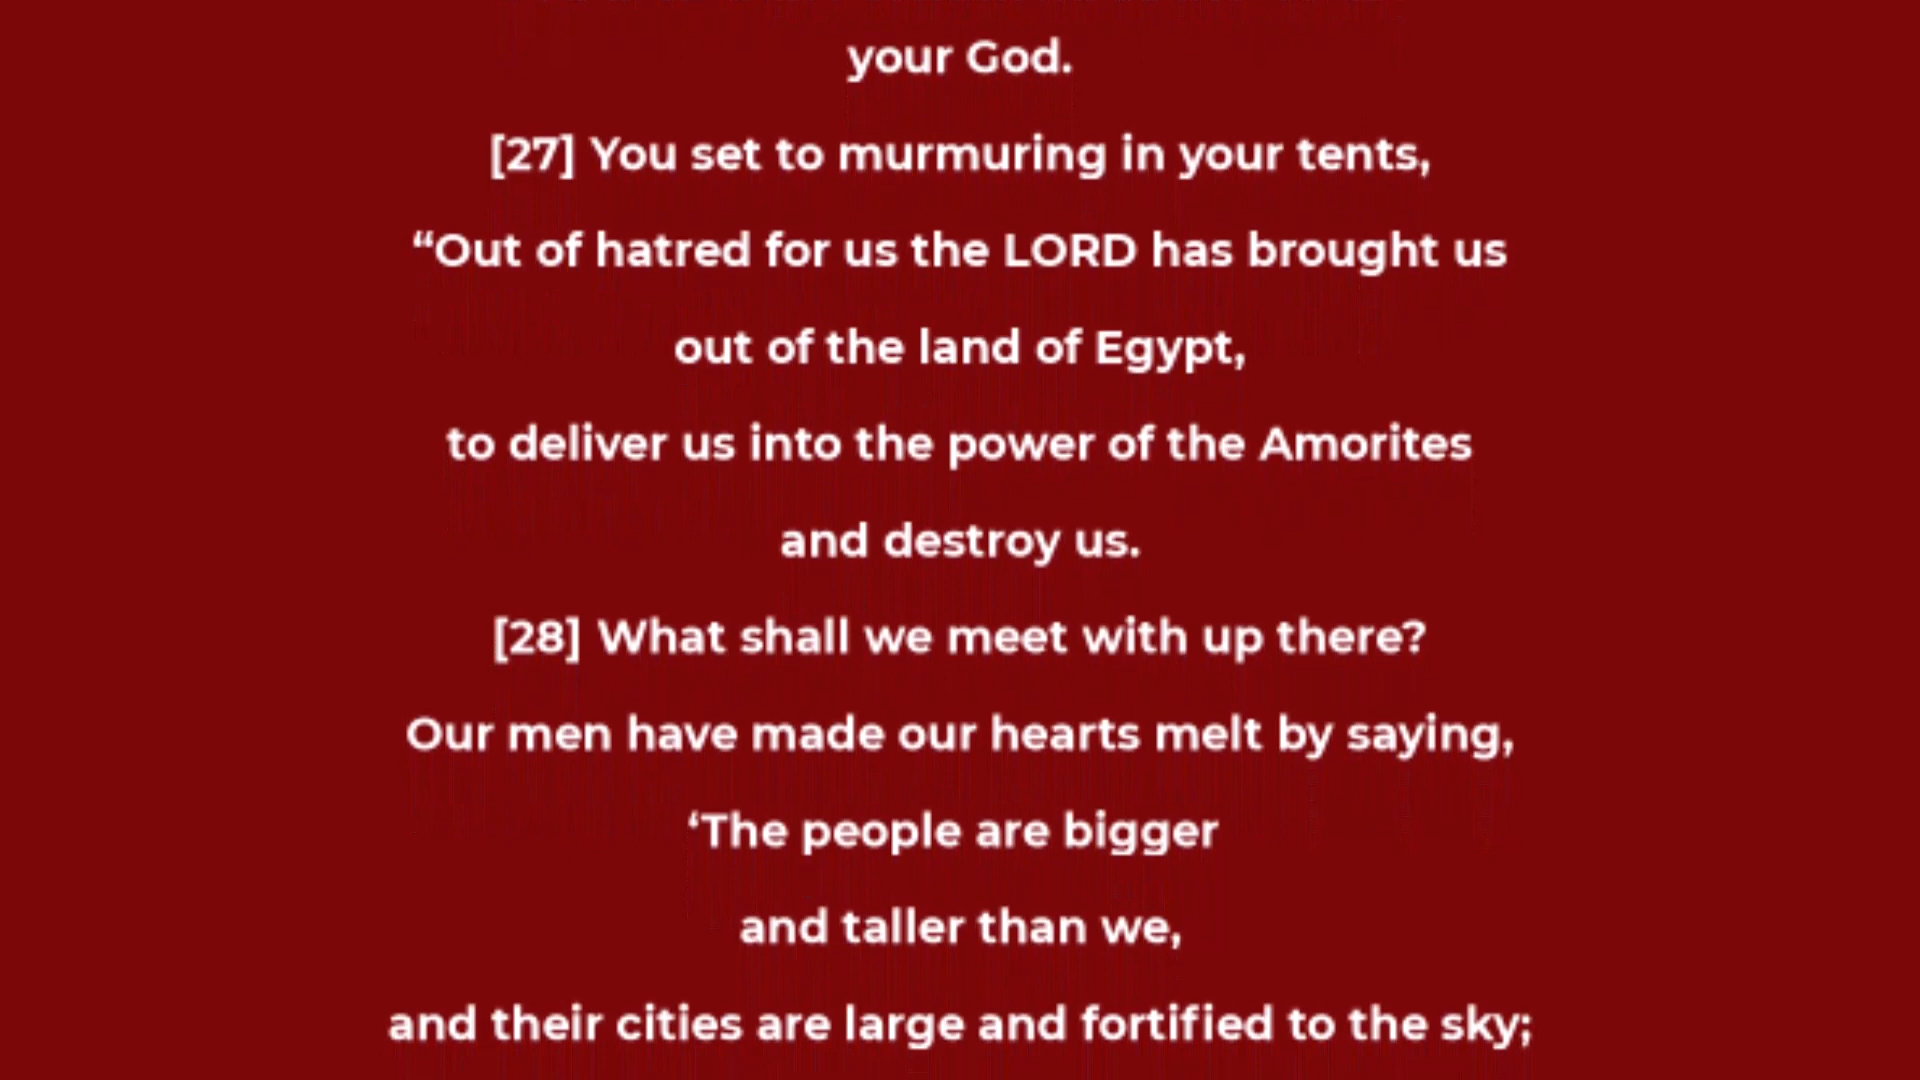 your God.
[27] You set to murmuring in your tents,
“Out of hatred for us the LORD has brought us
out of the land of Egypt,
to deliver us into the power of the Amorites
and destroy us.
[28] What shall we meet with up there?
Our men have made our hearts melt by saying,
‘The people are bigger
and taller than we,
and their cities are large and fortified to the sky;